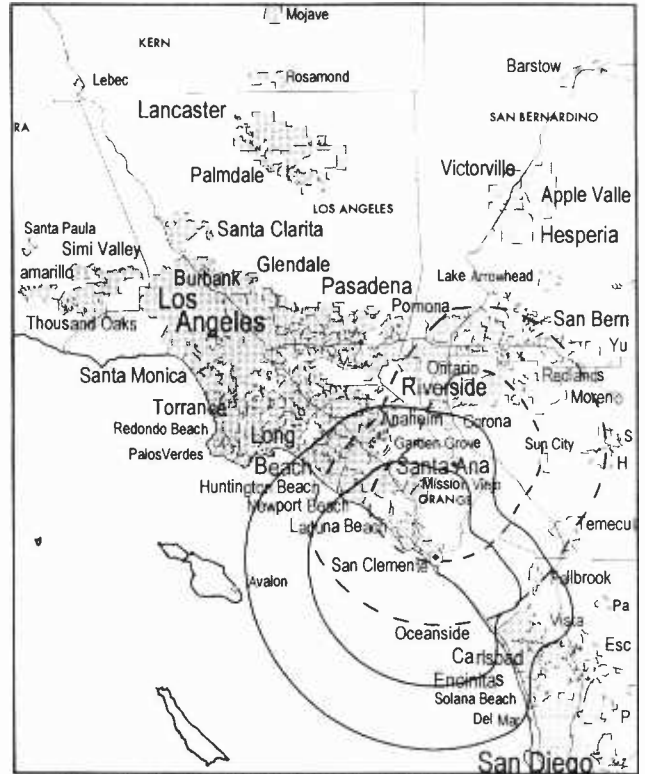 Mojave
KERN
Lebec
Rosamond
Barstow
Lancaster
SAN BERNARDINO
RA
Palmdale
Victorville
Apple Valle
LOS ANGELES
Santa Paula
Santa Clarita
Hesperia
Simi Valley
amarillo
Burbank
Glendale
Lake Arrowhead
Los
Angeles
Pasadena
Pomona
San Bern
Thousand Oaks
Yu
Santa Monica
Ontario
Redlands
Riverside
Moreno
Torrance
Anaheim
Corona
Redondo Beach
Long
Beach
Garden Grove
Sun City
S
PalosVerdes
Santa Ana
H
Huntington Beach
Mission Viejo
Newport Beach
ORANGE
Laguna Beach
Temecul
San Clemente
Fallbrook
Avalon
Pa
Vista
Oceanside
Esc
Carlsbad
Encinitas
Solana Beach
Del Mar
P
San Diego